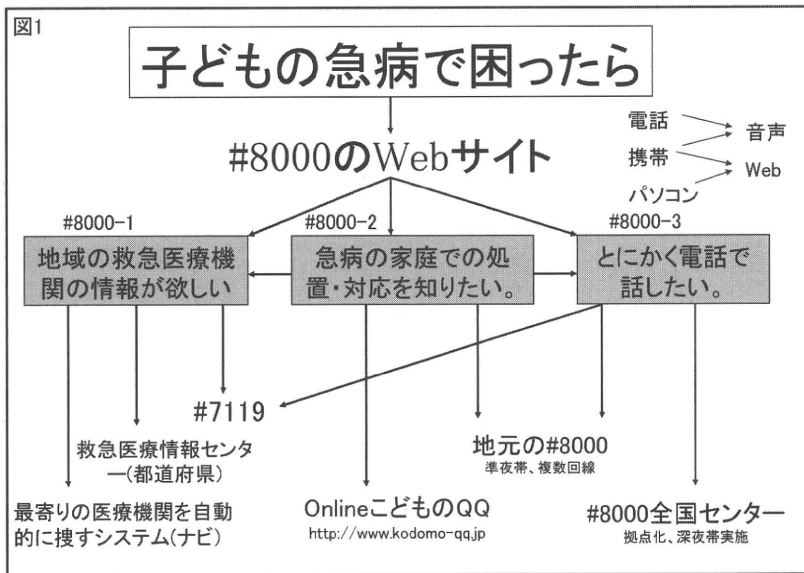 図1
子どもの急病で困ったら
#8000のWebサイト
電話
携帯
パソコン
音声
Web
#8000-1
地域の救急医療機
関の情報が欲しい
#8000-2
急病の家庭での処
置・対応を知りたい。
#8000-3
とにかく電話で
話したい。
#7119
救急医療情報センタ
ー(都道府県)
最寄りの医療機関を自動
的に捜すシステム(ナビ)
OnlineこどものQQ
http://www.kodomo-qq.jp
地元の#8000
準夜帯、複数回線
#8000全国センター
拠点化、深夜帯実施